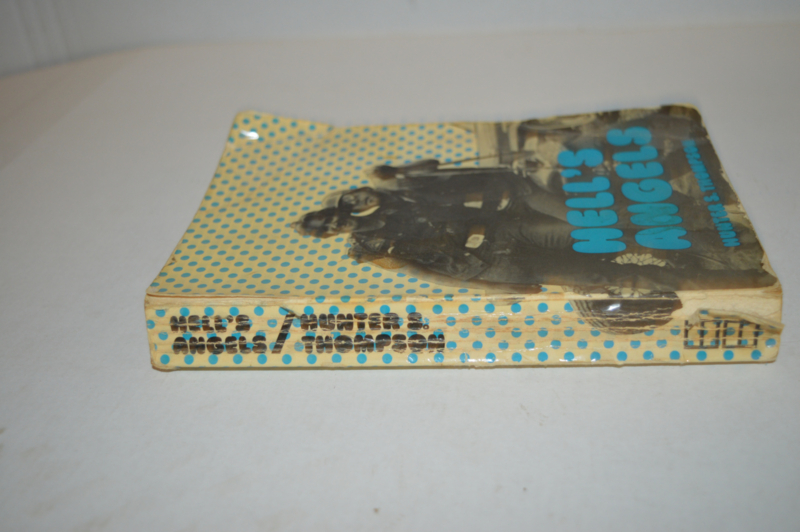 HELL'S
ANGELS
HUNTER S. THOMPSON
HELL'S
ANGELS
/
HUNTER S.
THOMPSON